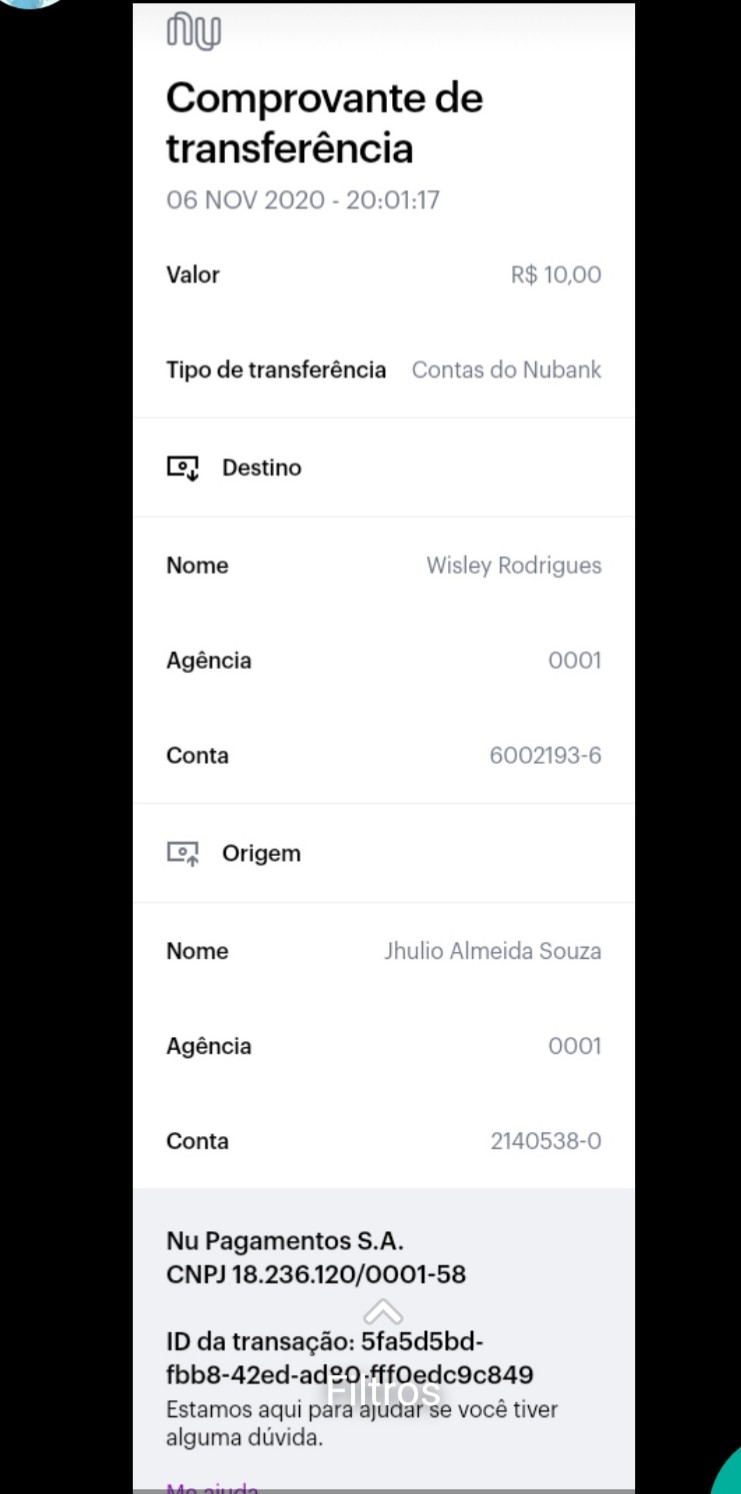 nu
Comprovante de
transferência
06 NOV 2020 - 20:01:17
Valor R$ 10,00
Tipo de transferência Contas do Nubank
Destino
Nome Wisley Rodrigues
Agência 0001
Conta 6002193-6
Origem
Nome Jhulio Almeida Souza
Agência 0001
Conta 2140538-0
Nu Pagamentos S.A.
CNPJ 18.236.120/0001-58
ID da transação: 5fa5d5bd-
fbb8-42ed-ad80-fff0edc9c849
Filtros
Estamos aqui para ajudar se você tiver
alguma dúvida.
Me ajuda